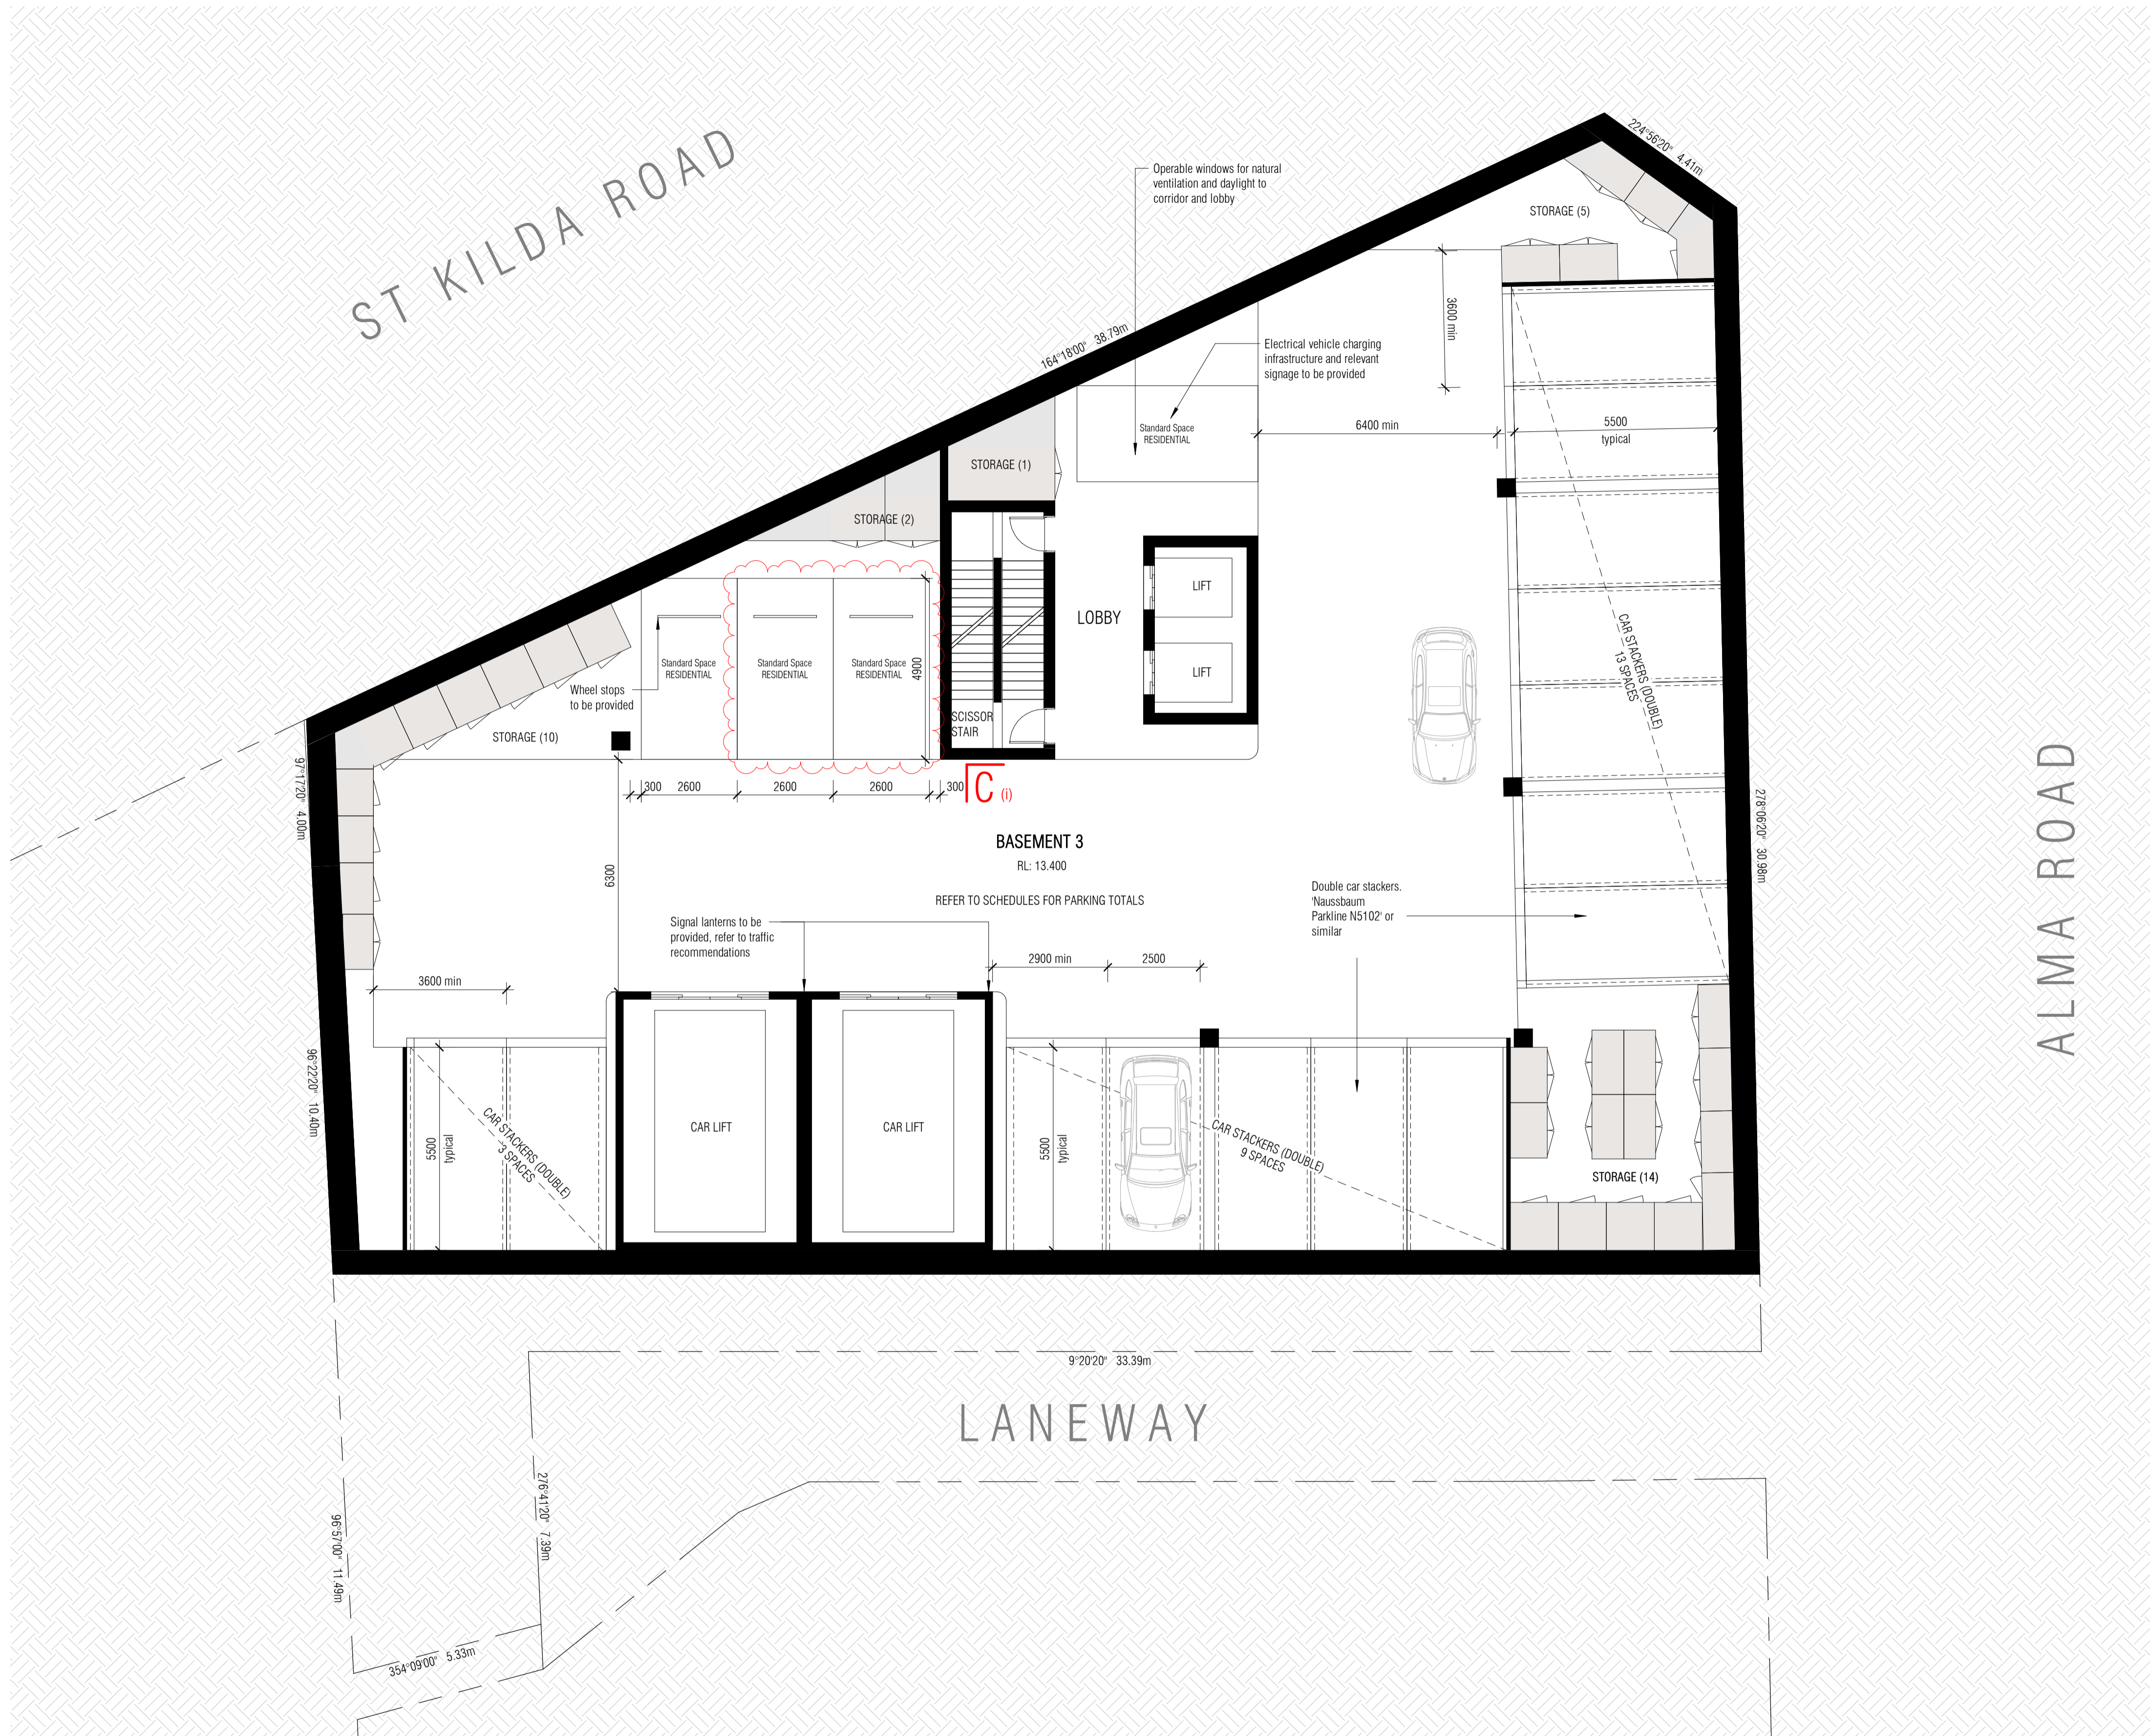 ST KILDA ROAD
Operable windows for natural
ventilation and daylight to
corridor and lobby
224°56'20" 4.41m
STORAGE (5)
164°18'00" 38.79m
3600 min
Electrical vehicle charging
infrastructure and relevant
signage to be provided
Standard Space
RESIDENTIAL
6400 min
5500
typical
STORAGE (1)
STORAGE (2)
LIFT
LOBBY
LIFT
Standard Space
RESIDENTIAL
Standard Space
RESIDENTIAL
Standard Space
RESIDENTIAL
4900
CAR STACKERS (DOUBLE)
13 SPACES
Wheel stops
to be provided
SCISSOR
STAIR
STORAGE (10)
97°17'20" 4.00m
300
2600
2600
2600
300
C (i)
278°06'20" 30.98m
ALMA ROAD
BASEMENT 3
RL: 13.400
6300
REFER TO SCHEDULES FOR PARKING TOTALS
Double car stackers.
'Naussbaum
Parkline N5102' or
similar
Signal lanterns to be
provided, refer to traffic
recommendations
2900 min
2500
3600 min
96°22'20" 10.40m
5500
typical
CAR STACKERS (DOUBLE)
3 SPACES
CAR LIFT
CAR LIFT
5500
typical
CAR STACKERS (DOUBLE)
9 SPACES
STORAGE (14)
9°20'20" 33.39m
LANEWAY
276°41'20" 7.39m
96°57'00" 11.49m
354°09'00" 5.33m